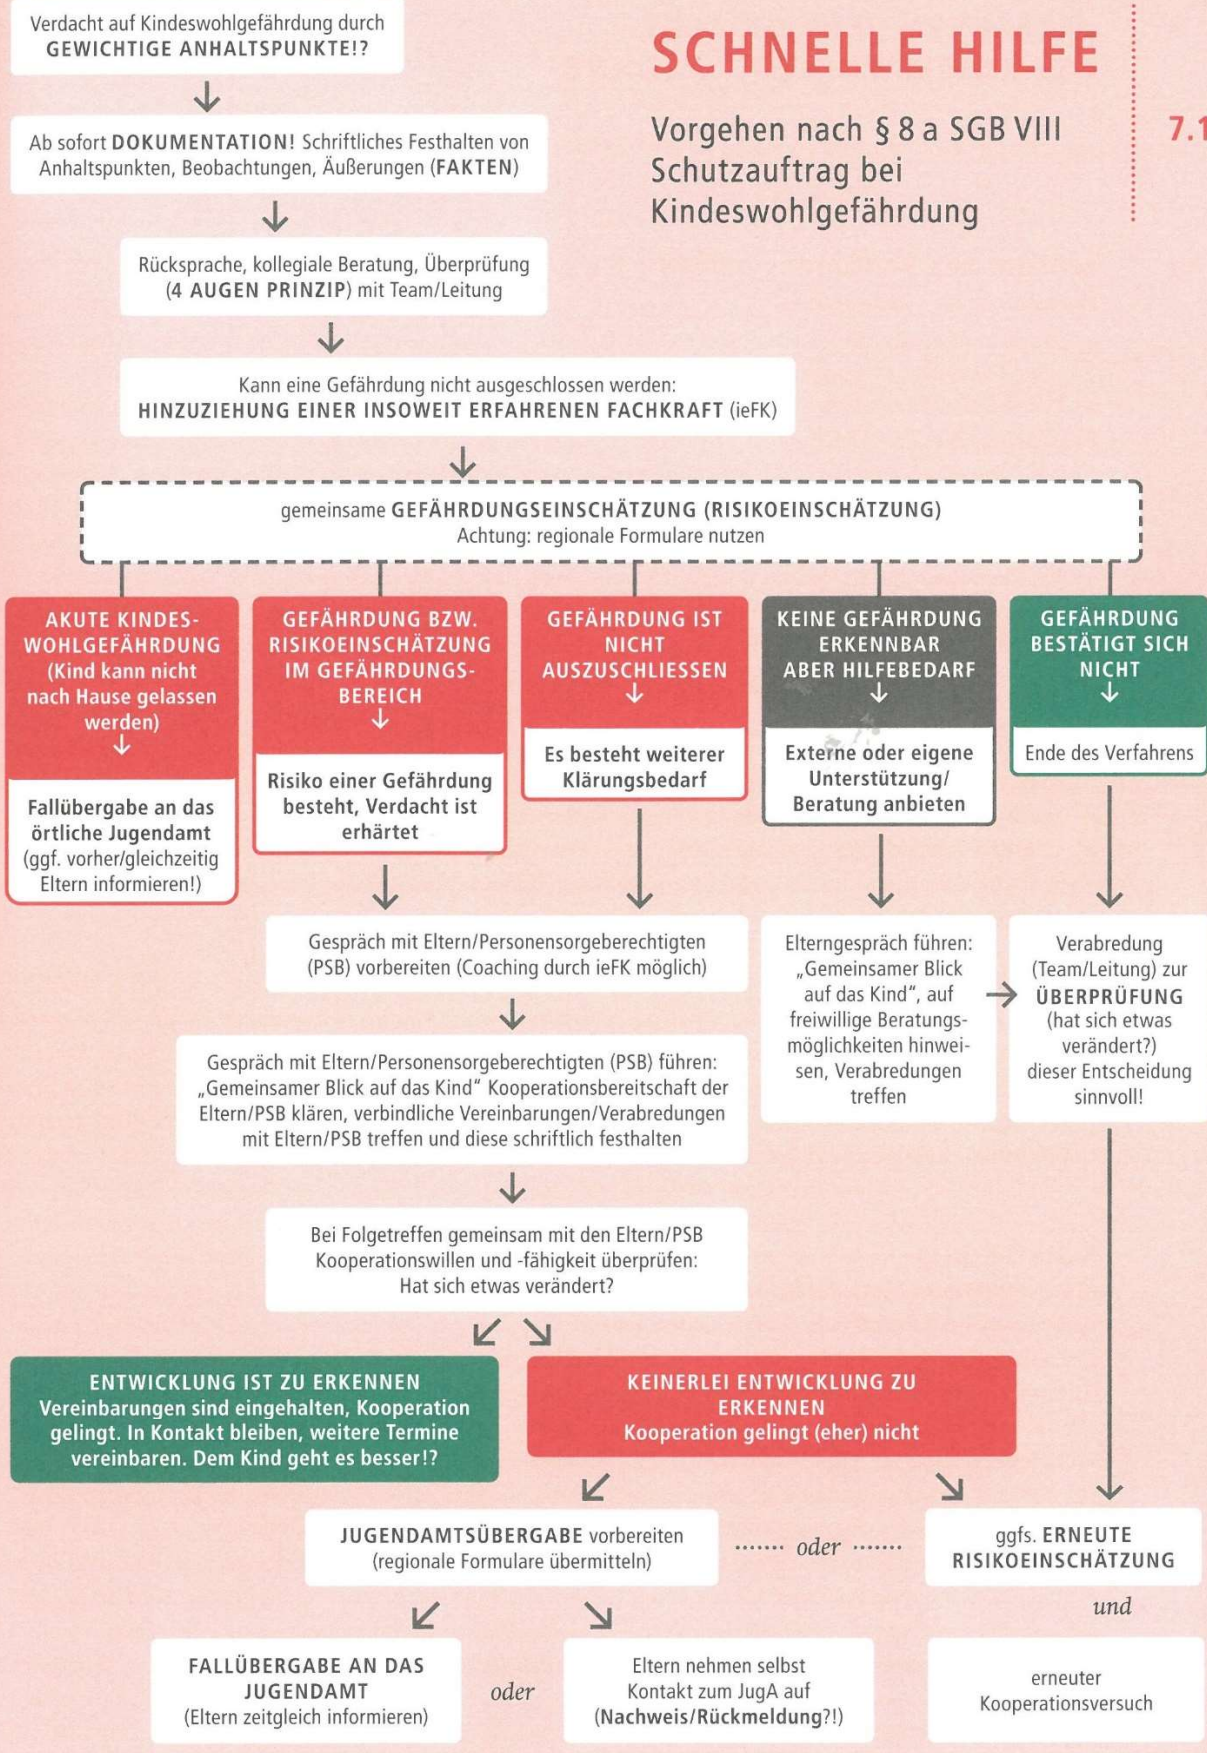 Verdacht auf Kindeswohlgefährdung durch
GEWICHTIGE ANHALTSPUNKTE!?
SCHNELLE HILFE
Vorgehen nach § 8 a SGB VIII
Schutzauftrag bei
Kindeswohlgefährdung
7.1
Ab sofort DOKUMENTATION! Schriftliches Festhalten von
Anhaltspunkten, Beobachtungen, Äußerungen (FAKTEN)
Rücksprache, kollegiale Beratung, Überprüfung
(4 AUGEN PRINZIP) mit Team/Leitung
Kann eine Gefährdung nicht ausgeschlossen werden:
HINZUZIEHUNG EINER INSOWEIT ERFAHRENEN FACHKRAFT (ieFK)
gemeinsame GEFÄHRDUNGSEINSCHÄTZUNG (RISIKOEINSCHÄTZUNG)
Achtung: regionale Formulare nutzen
AKUTE KINDES-
WOHLGEFÄHRDUNG
(Kind kann nicht
nach Hause gelassen
werden)
Fallübergabe an das
örtliche Jugendamt
(ggf. vorher/gleichzeitig
Eltern informieren!)
GEFÄHRDUNG BZW.
RISIKOEINSCHÄTZUNG
IM GEFÄHRDUNGS-
BEREICH
Risiko einer Gefährdung
besteht, Verdacht ist
erhärtet
GEFÄHRDUNG IST
NICHT
AUSZUSCHLIESSEN
Es besteht weiterer
Klärungsbedarf
KEINE GEFÄHRDUNG
ERKENNBAR
ABER HILFEBEDARF
Externe oder eigene
Unterstützung/
Beratung anbieten
GEFÄHRDUNG
BESTÄTIGT SICH
NICHT
Ende des Verfahrens
Gespräch mit Eltern/Personensorgeberechtigten
(PSB) vorbereiten (Coaching durch ieFK möglich)
Elterngespräch führen:
„Gemeinsamer Blick
auf das Kind“, auf
freiwillige Beratungs-
möglichkeiten hinwei-
sen, Verabredungen
treffen
Verabredung
(Team/Leitung) zur
ÜBERPRÜFUNG
(hat sich etwas
verändert?)
dieser Entscheidung
sinnvoll!
Gespräch mit Eltern/Personensorgeberechtigten (PSB) führen:
„Gemeinsamer Blick auf das Kind“ Kooperationsbereitschaft der
Eltern/PSB klären, verbindliche Vereinbarungen/Verabredungen
mit Eltern/PSB treffen und diese schriftlich festhalten
Bei Folgetreffen gemeinsam mit den Eltern/PSB
Kooperationswillen und -fähigkeit überprüfen:
Hat sich etwas verändert?
ENTWICKLUNG IST ZU ERKENNEN
Vereinbarungen sind eingehalten, Kooperation
gelingt. In Kontakt bleiben, weitere Termine
vereinbaren. Dem Kind geht es besser!?
KEINERLEI ENTWICKLUNG ZU
ERKENNEN
Kooperation gelingt (eher) nicht
JUGENDAMTSÜBERGABE vorbereiten
(regionale Formulare übermitteln)
oder
ggfs. ERNEUTE
RISIKOEINSCHÄTZUNG
und
FALLÜBERGABE AN DAS
JUGENDAMT
(Eltern zeitgleich informieren)
oder
Eltern nehmen selbst
Kontakt zum JugA auf
(Nachweis/Rückmeldung?!)
erneuter
Kooperationsversuch